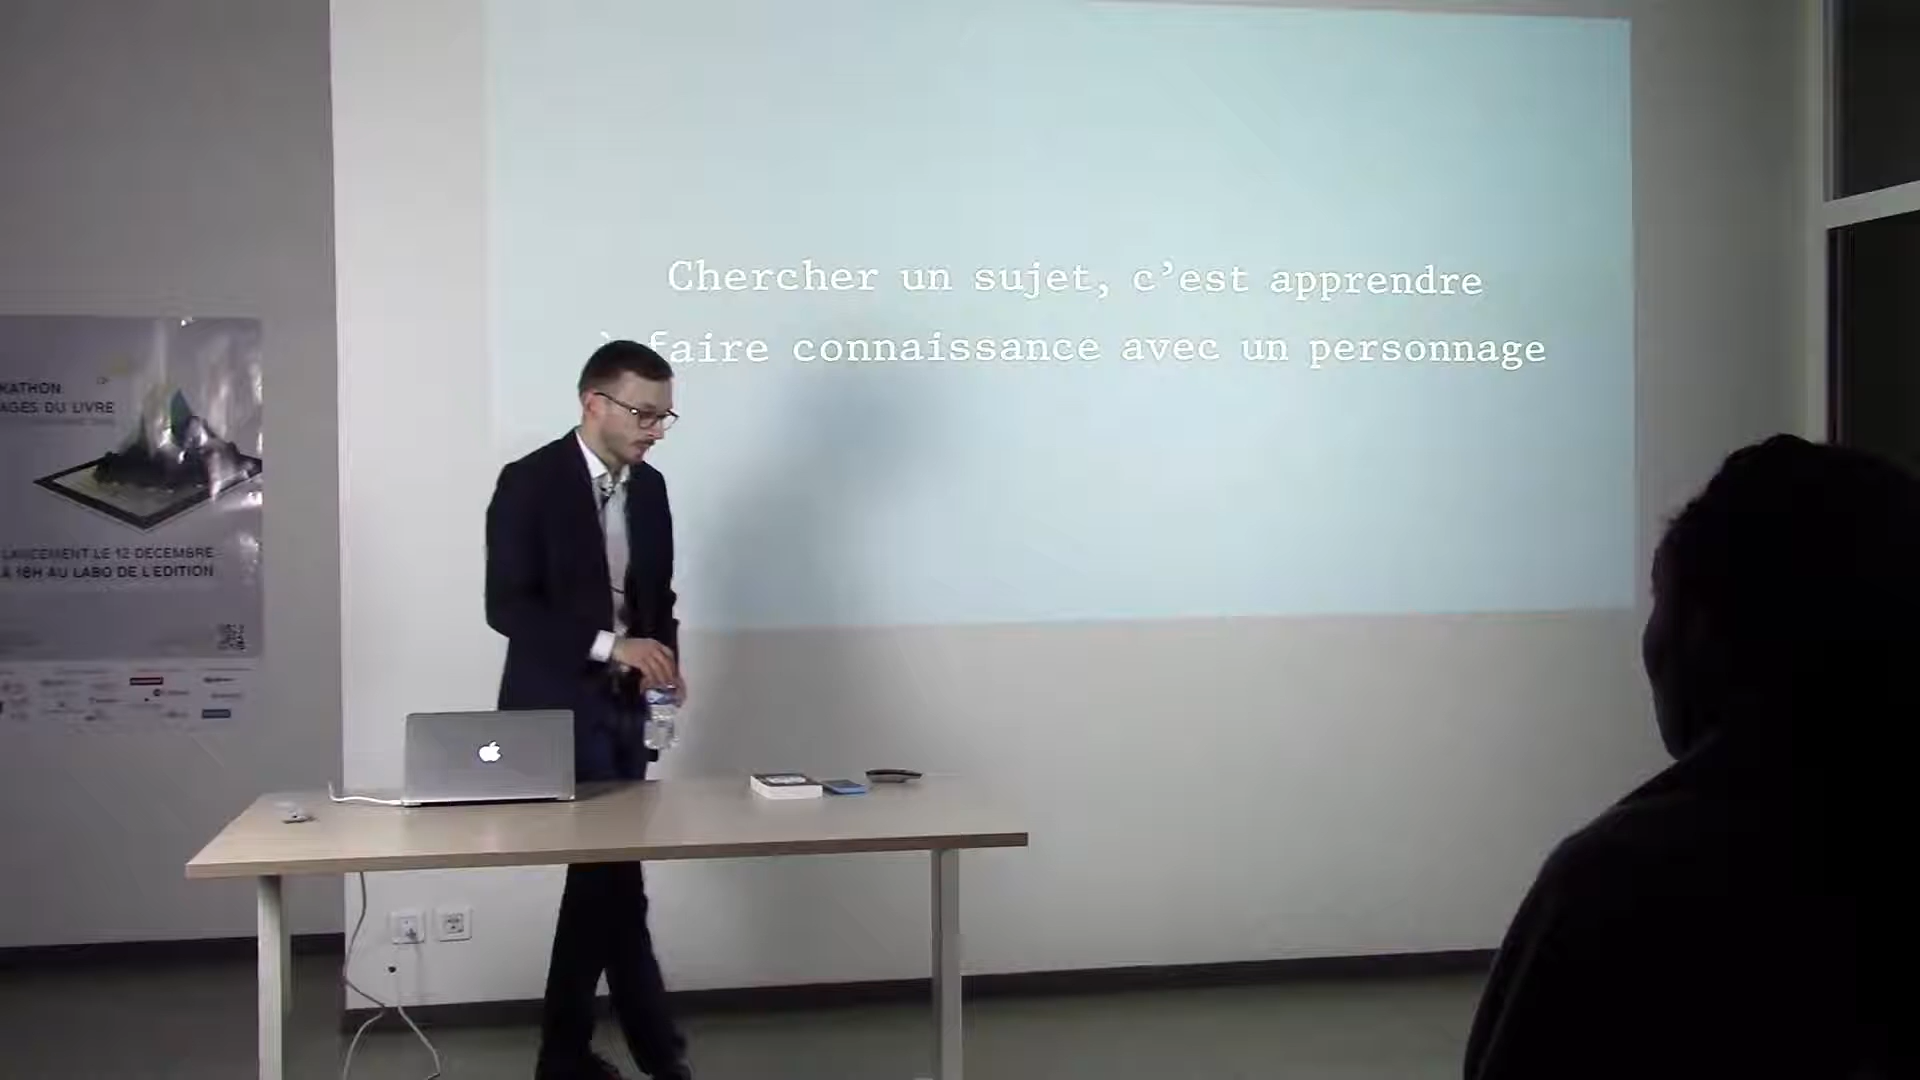 Chercher un sujet, c’est apprendre
à faire connaissance avec un personnage
KATHON
AGES DU LIVRE
LANCEMENT LE 12 DECEMBRE
À 18H AU LABO DE L'EDITION